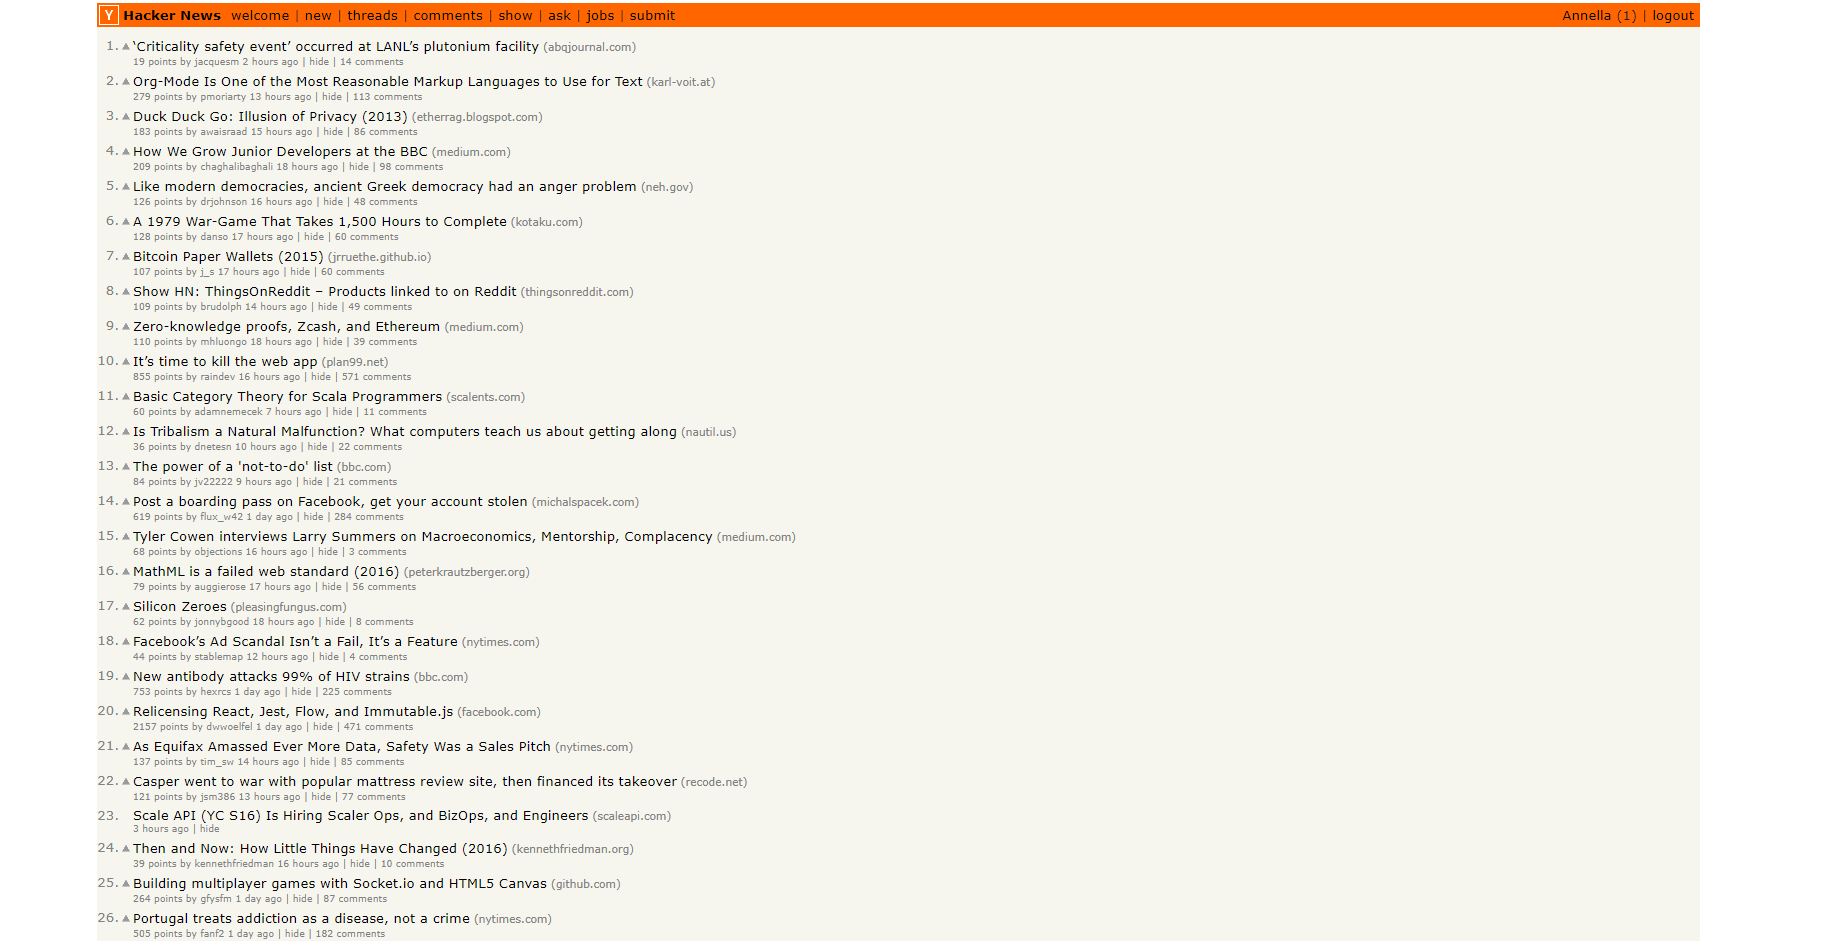 Y Hacker News welcome | new | threads | comments | show | ask | jobs | submit Annella (1) | logout
1. ‘Criticality safety event’ occurred at LANL’s plutonium facility (abqjournal.com)
19 points by jacquesm 2 hours ago | hide | 14 comments
2. Org-Mode Is One of the Most Reasonable Markup Languages to Use for Text (karl-voit.at)
279 points by pmoriarty 13 hours ago | hide | 113 comments
3. Duck Duck Go: Illusion of Privacy (2013) (etherrag.blogspot.com)
183 points by awaisraad 15 hours ago | hide | 86 comments
4. How We Grow Junior Developers at the BBC (medium.com)
209 points by chaghalibaghali 18 hours ago | hide | 98 comments
5. Like modern democracies, ancient Greek democracy had an anger problem (neh.gov)
126 points by drjohnson 16 hours ago | hide | 48 comments
6. A 1979 War-Game That Takes 1,500 Hours to Complete (kotaku.com)
128 points by danso 17 hours ago | hide | 60 comments
7. Bitcoin Paper Wallets (2015) (jrruethe.github.io)
107 points by j_s 17 hours ago | hide | 60 comments
8. Show HN: ThingsOnReddit – Products linked to on Reddit (thingsonreddit.com)
109 points by brudolph 14 hours ago | hide | 49 comments
9. Zero-knowledge proofs, Zcash, and Ethereum (medium.com)
110 points by mhluongo 18 hours ago | hide | 39 comments
10. It’s time to kill the web app (plan99.net)
855 points by raindev 16 hours ago | hide | 571 comments
11. Basic Category Theory for Scala Programmers (scalents.com)
60 points by adamnemecek 7 hours ago | hide | 11 comments
12. Is Tribalism a Natural Malfunction? What computers teach us about getting along (nautil.us)
36 points by dnetesn 10 hours ago | hide | 22 comments
13. The power of a 'not-to-do' list (bbc.com)
84 points by jv22222 9 hours ago | hide | 21 comments
14. Post a boarding pass on Facebook, get your account stolen (michalspacek.com)
619 points by flux_w42 1 day ago | hide | 284 comments
15. Tyler Cowen interviews Larry Summers on Macroeconomics, Mentorship, Complacency (medium.com)
68 points by objections 16 hours ago | hide | 3 comments
16. MathML is a failed web standard (2016) (peterkrautzberger.org)
79 points by auggierose 17 hours ago | hide | 56 comments
17. Silicon Zeroes (pleasingfungus.com)
62 points by jonnybgood 18 hours ago | hide | 8 comments
18. Facebook’s Ad Scandal Isn’t a Fail, It’s a Feature (nytimes.com)
44 points by stablemap 12 hours ago | hide | 4 comments
19. New antibody attacks 99% of HIV strains (bbc.com)
753 points by hexrcs 1 day ago | hide | 225 comments
20. Relicensing React, Jest, Flow, and Immutable.js (facebook.com)
2157 points by dwwoelfel 1 day ago | hide | 471 comments
21. As Equifax Amassed Ever More Data, Safety Was a Sales Pitch (nytimes.com)
137 points by tim_sw 14 hours ago | hide | 85 comments
22. Casper went to war with popular mattress review site, then financed its takeover (recode.net)
121 points by jsm386 13 hours ago | hide | 77 comments
23. Scale API (YC S16) Is Hiring Scaler Ops, and BizOps, and Engineers (scaleapi.com)
3 hours ago | hide
24. Then and Now: How Little Things Have Changed (2016) (kennethfriedman.org)
39 points by kennethfriedman 16 hours ago | hide | 10 comments
25. Building multiplayer games with Socket.io and HTML5 Canvas (github.com)
264 points by gfysfm 1 day ago | hide | 87 comments
26. Portugal treats addiction as a disease, not a crime (nytimes.com)
505 points by fanf2 1 day ago | hide | 182 comments